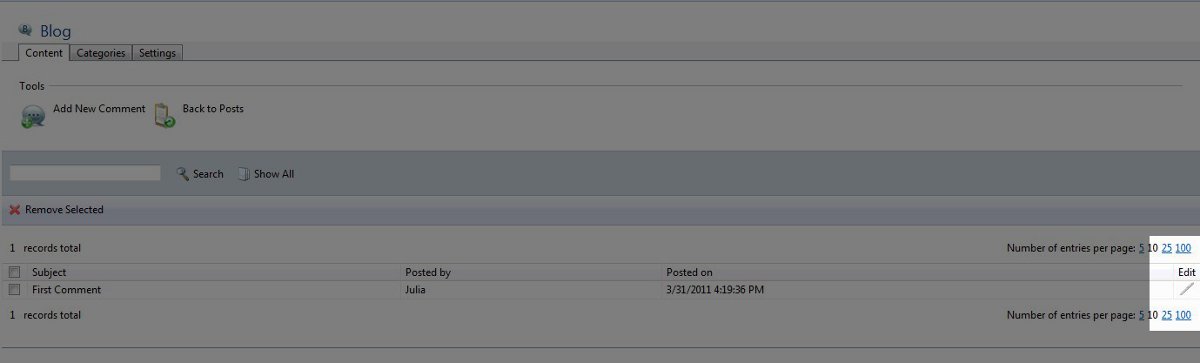 Blog
Content Categories Settings
Tools
Add New Comment Back to Posts
Search Show All
Remove Selected
1 records total Number of entries per page: 5 10 25 100
Subject Posted by Posted on Edit
First Comment Julia 3/31/2011 4:19:36 PM
1 records total Number of entries per page: 5 10 25 100